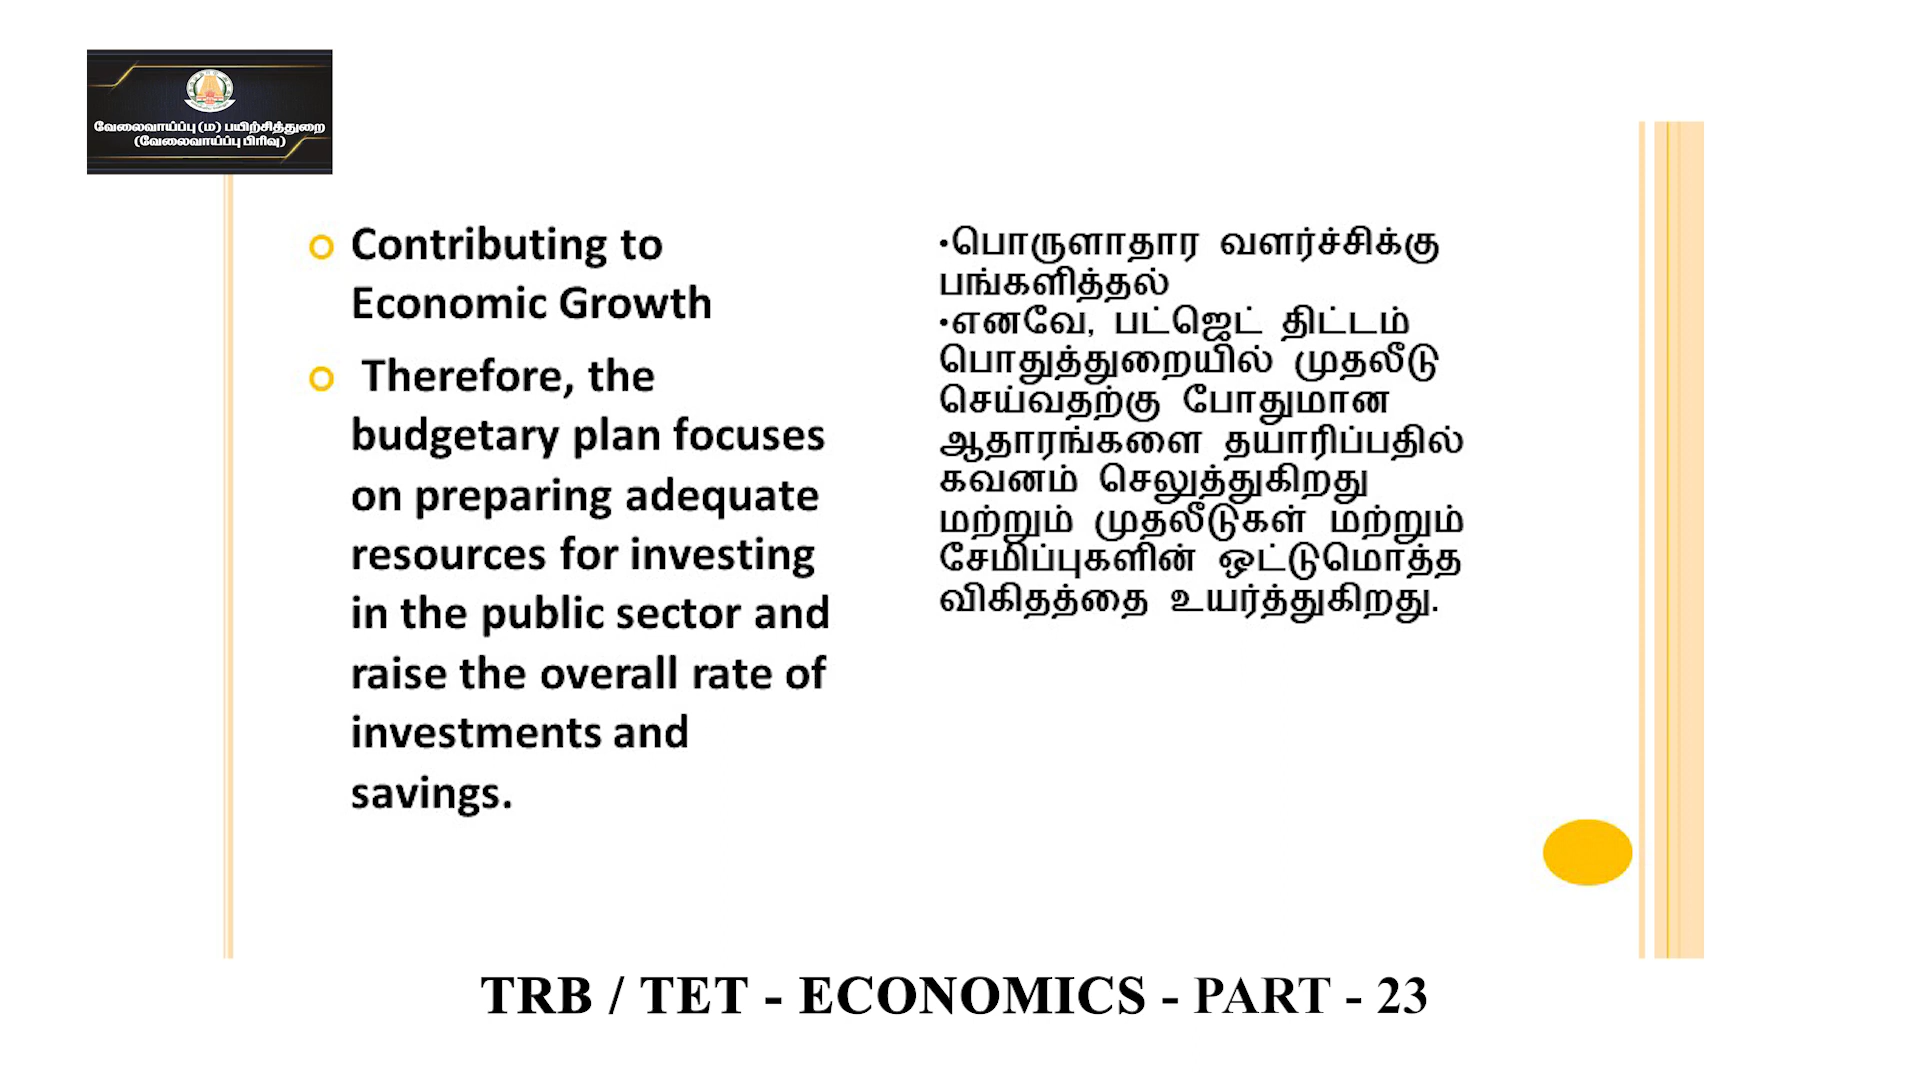 வேலைவாய்ப்பு (ம) பயிற்சித்துறை
(வேலைவாய்ப்பு பிரிவு)
Contributing to
Economic Growth
Therefore, the
budgetary plan focuses
on preparing adequate
resources for investing
in the public sector and
raise the overall rate of
investments and
savings.
•பொருளாதார வளர்ச்சிக்கு
பங்களித்தல்
•எனவே, பட்ஜெட் திட்டம்
பொதுத்துறையில் முதலீடு
செய்வதற்கு போதுமான
ஆதாரங்களை தயாரிப்பதில்
கவனம் செலுத்துகிறது
மற்றும் முதலீடுகள் மற்றும்
சேமிப்புகளின் ஒட்டுமொத்த
விகிதத்தை உயர்த்துகிறது.
TRB / TET - ECONOMICS - PART - 23